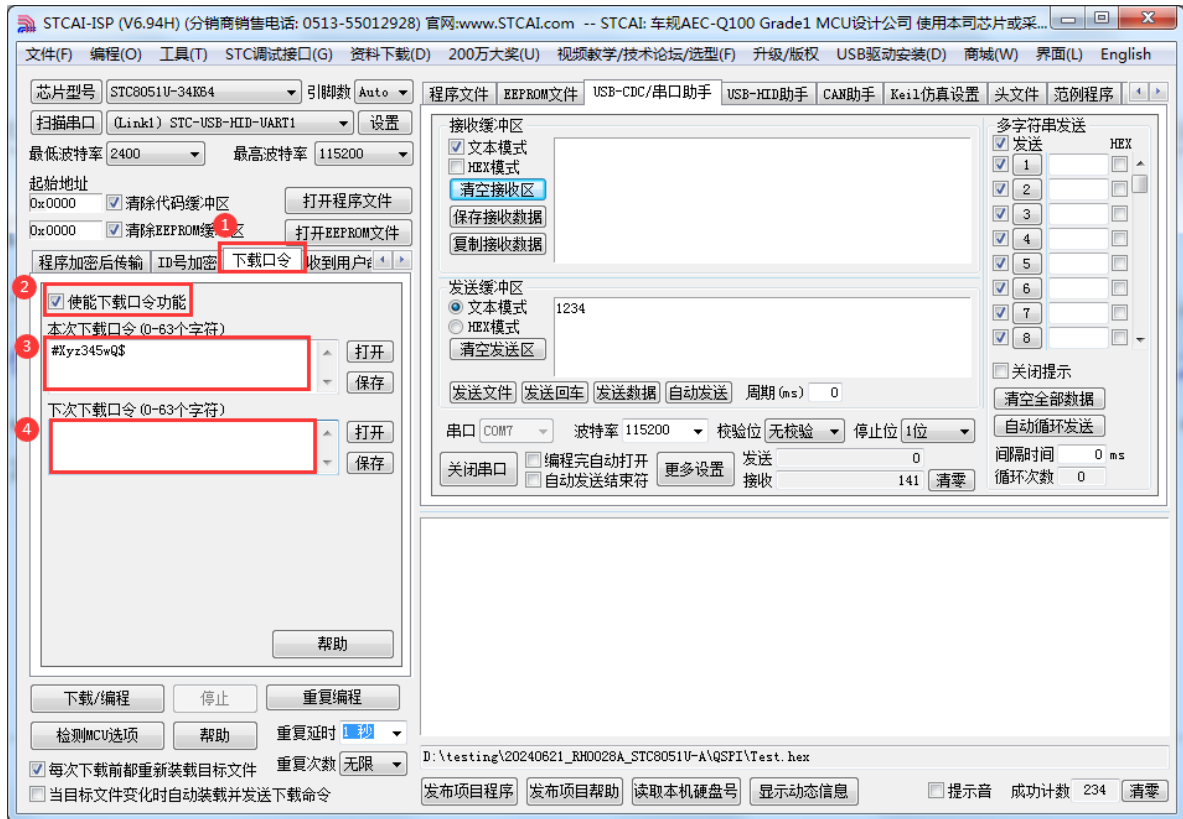 STCAI-ISP (V6.94H) (分销商销售电话: 0513-55012928) 官网:www.STCAI.com -- STCAI: 车规AEC-Q100 Grade1 MCU设计公司 使用本司芯片或采...
文件(F) 编程(O) 工具(T) STC调试接口(G) 资料下载(D) 200万大奖(U) 视频教学/技术论坛/选型(F) 升级/版权 USB驱动安装(D) 商城(W) 界面(L) English
芯片型号 STC8051U-34K64 引脚数 Auto
扫描串口 (Link1) STC-USB-HID-UART1 设置
最低波特率 2400 最高波特率 115200
起始地址
0x0000 清除代码缓冲区 打开程序文件
0x0000 清除EEPROM缓 区 打开EEPROM文件
1
程序加密后传输 ID号加密 下载口令 收到用户
2
使能下载口令功能
本次下载口令(0-63个字符)
3
#Xyz345wQ$
打开
保存
下次下载口令(0-63个字符)
4
打开
保存
帮助
下载/编程 停止 重复编程
检测MCU选项 帮助 重复延时 1 秒
每次下载前都重新装载目标文件 重复次数 无限
当目标文件变化时自动装载并发送下载命令
程序文件 EEPROM文件 USB-CDC/串口助手 USB-HID助手 CAN助手 Keil仿真设置 头文件 范例程序
接收缓冲区
文本模式
HEX模式
清空接收区
保存接收数据
复制接收数据
发送缓冲区
文本模式 1234
HEX模式
清空发送区
发送文件 发送回车 发送数据 自动发送 周期(ms) 0
串口 COM7 波特率 115200 校验位 无校验 停止位 1位
关闭串口 编程完自动打开 更多设置 发送 0
自动发送结束符 接收 141 清零
多字符串发送
发送 HEX
1
2
3
4
5
6
7
8
关闭提示
清空全部数据
自动循环发送
间隔时间 0 ms
循环次数 0
D:\testing\20240621_RH0028A_STC8051U-A\QSPI\Test.hex
发布项目程序 发布项目帮助 读取本机硬盘号 显示动态信息 提示音 成功计数 234 清零